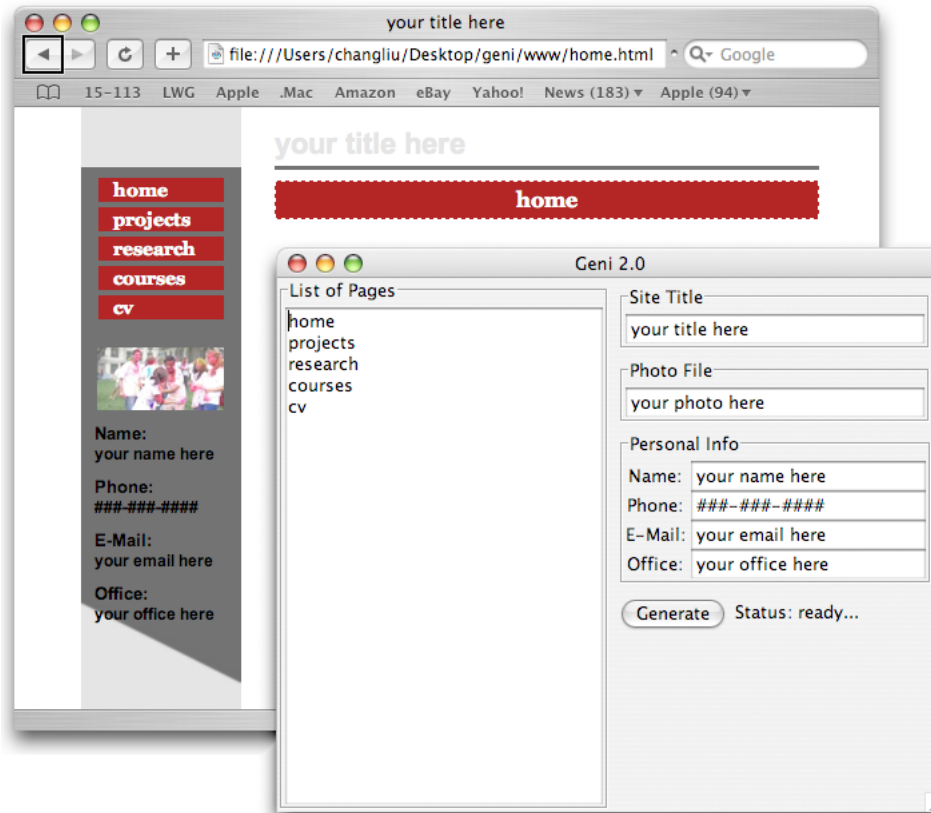 your title here
file:///Users/changliu/Desktop/geni/www/home.html
Google
15-113 LWG Apple .Mac Amazon eBay Yahoo! News (183) Apple (94)
your title here
home
home
projects
research
courses
cv
Name:
your name here
Phone:
###-###-####
E-Mail:
your email here
Office:
your office here
Geni 2.0
List of Pages
home
projects
research
courses
cv
Site Title
your title here
Photo File
your photo here
Personal Info
Name: your name here
Phone: ###-###-####
E-Mail: your email here
Office: your office here
Generate Status: ready...